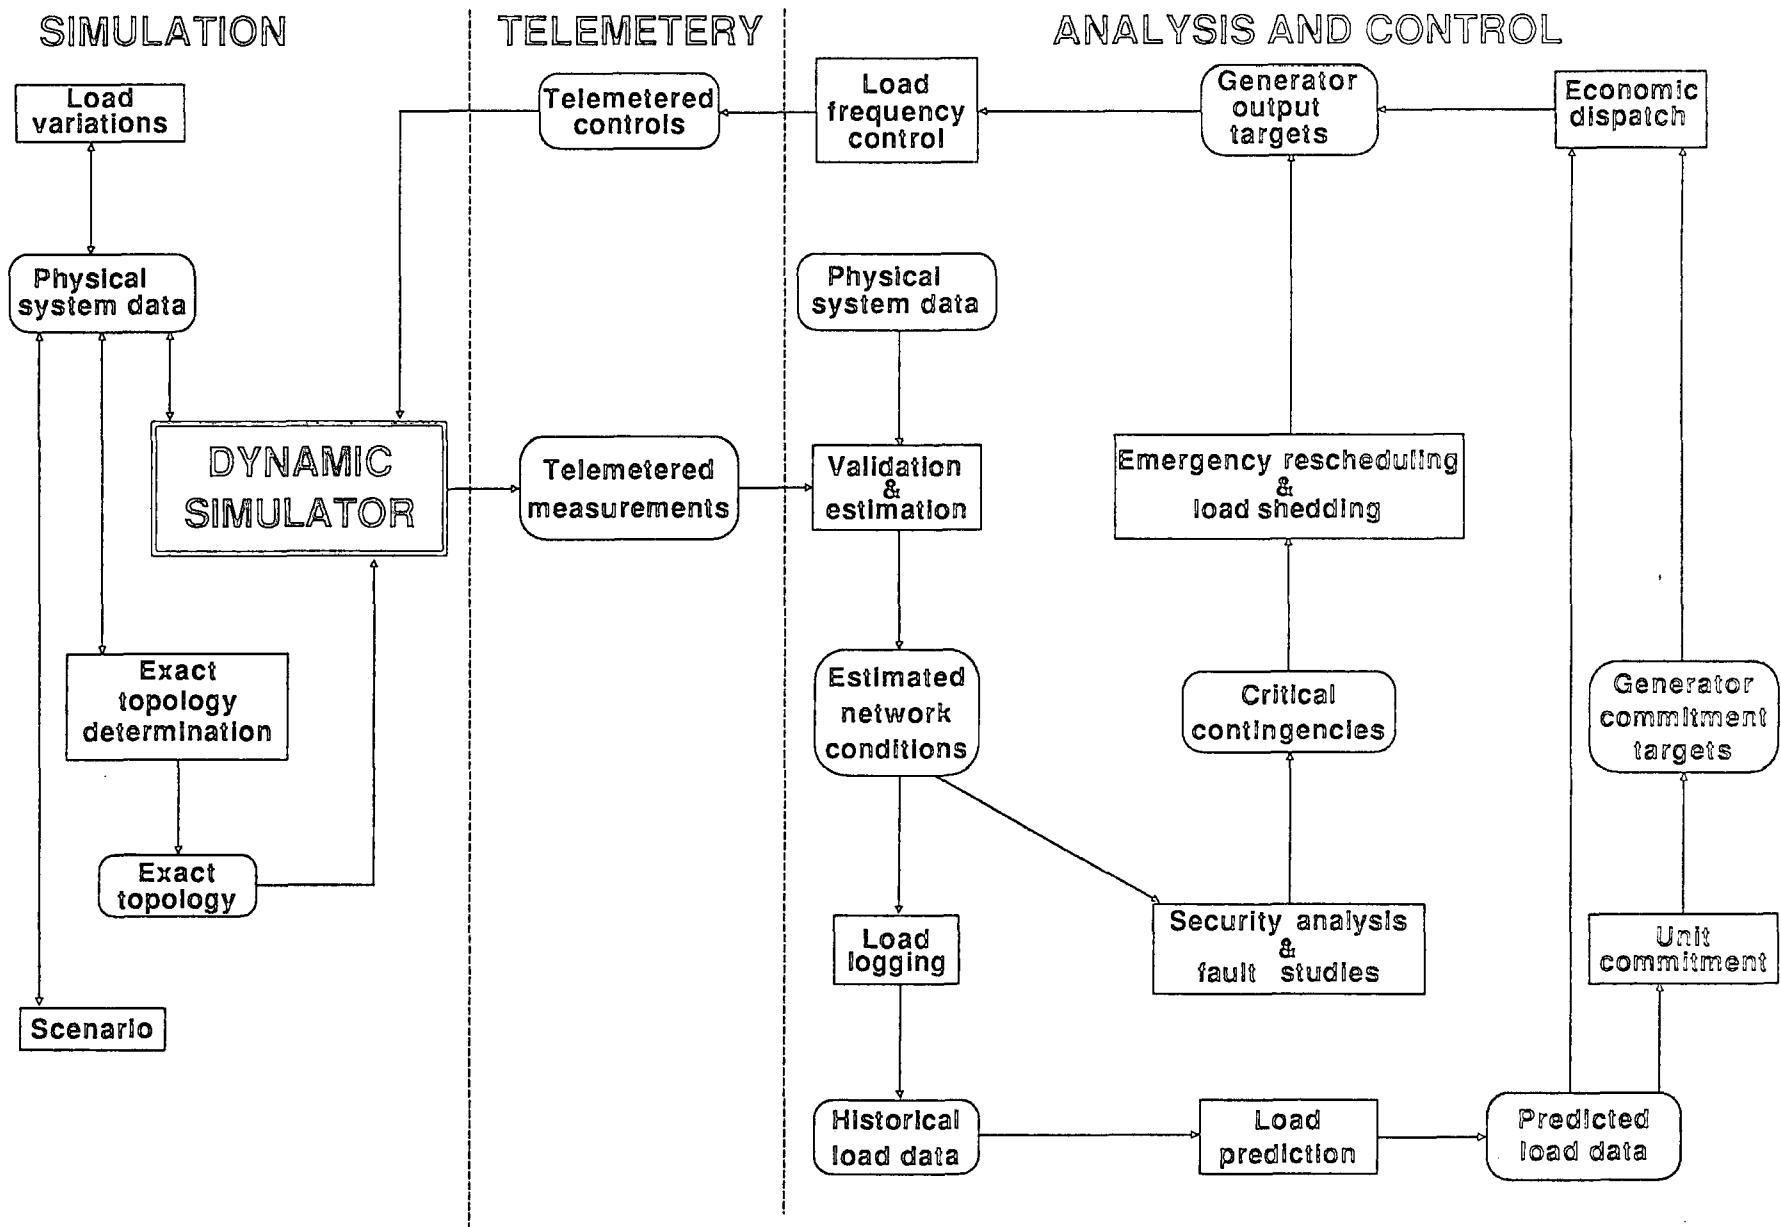 SIMULATION
TELEMETERY
ANALYSIS AND CONTROL
Load
variations
Telemetered
controls
Load
frequency
control
Generator
output
targets
Economic
dispatch
Physical
system data
Physical
system data
DYNAMIC
SIMULATOR
Telemetered
measurements
Validation
&
estimation
Emergency rescheduling
&
load shedding
Exact
topology
determination
Estimated
network
conditions
Critical
contingencies
Generator
commitment
targets
Exact
topology
Load
logging
Security analysis
&
fault studies
Unit
commitment
Scenario
Historical
load data
Load
prediction
Predicted
load data